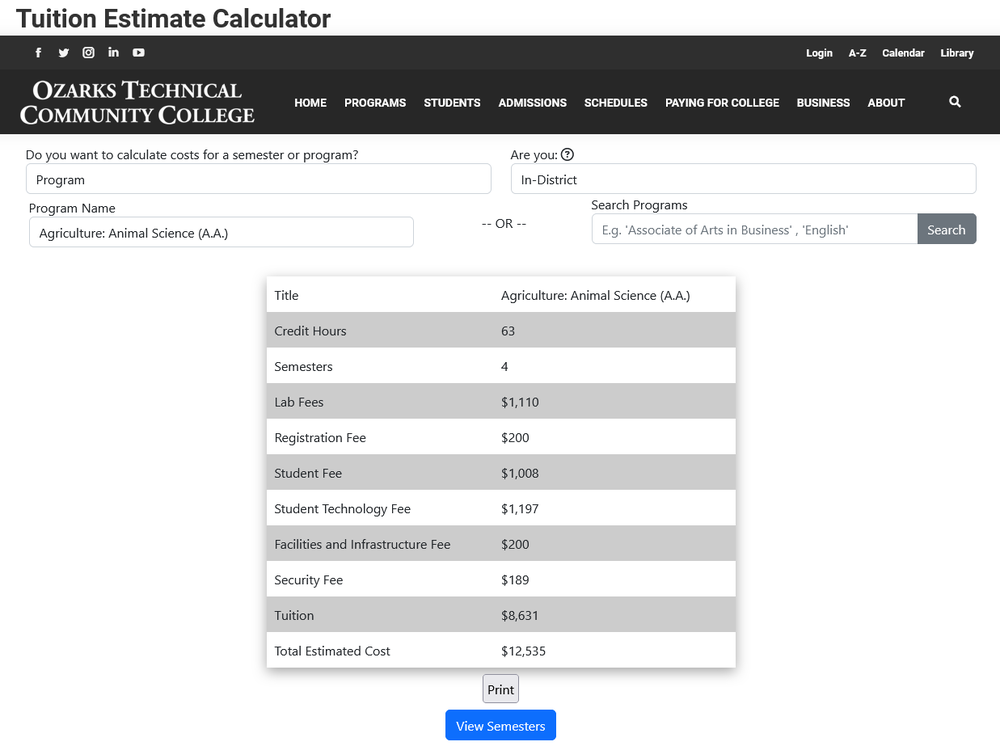 Tuition Estimate Calculator
Login A-Z Calendar Library
OZARKS TECHNICAL
COMMUNITY COLLEGE
HOME PROGRAMS STUDENTS ADMISSIONS SCHEDULES PAYING FOR COLLEGE BUSINESS ABOUT
Do you want to calculate costs for a semester or program? Are you:
Program In-District
Program Name -- OR -- Search Programs
Agriculture: Animal Science (A.A.) E.g. 'Associate of Arts in Business' , 'English' Search
Title Agriculture: Animal Science (A.A.)
Credit Hours 63
Semesters 4
Lab Fees $1,110
Registration Fee $200
Student Fee $1,008
Student Technology Fee $1,197
Facilities and Infrastructure Fee $200
Security Fee $189
Tuition $8,631
Total Estimated Cost $12,535
Print
View Semesters